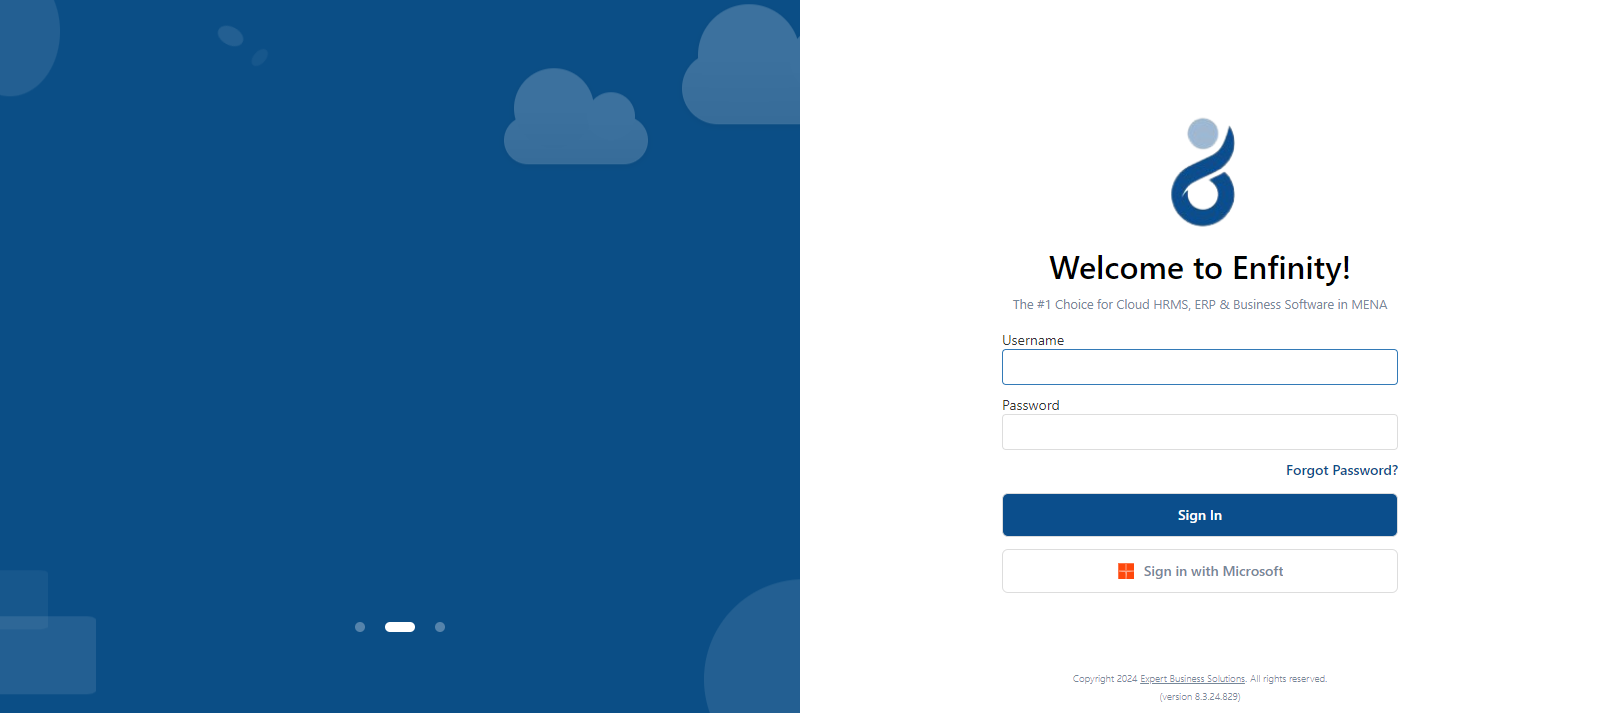 Welcome to Enfinity!
The #1 Choice for Cloud HRMS, ERP & Business Software in MENA
Username
Password
Forgot Password?
Sign In
Sign in with Microsoft
Copyright 2024 Expert Business Solutions. All rights reserved.
(version 8.3.24.829)